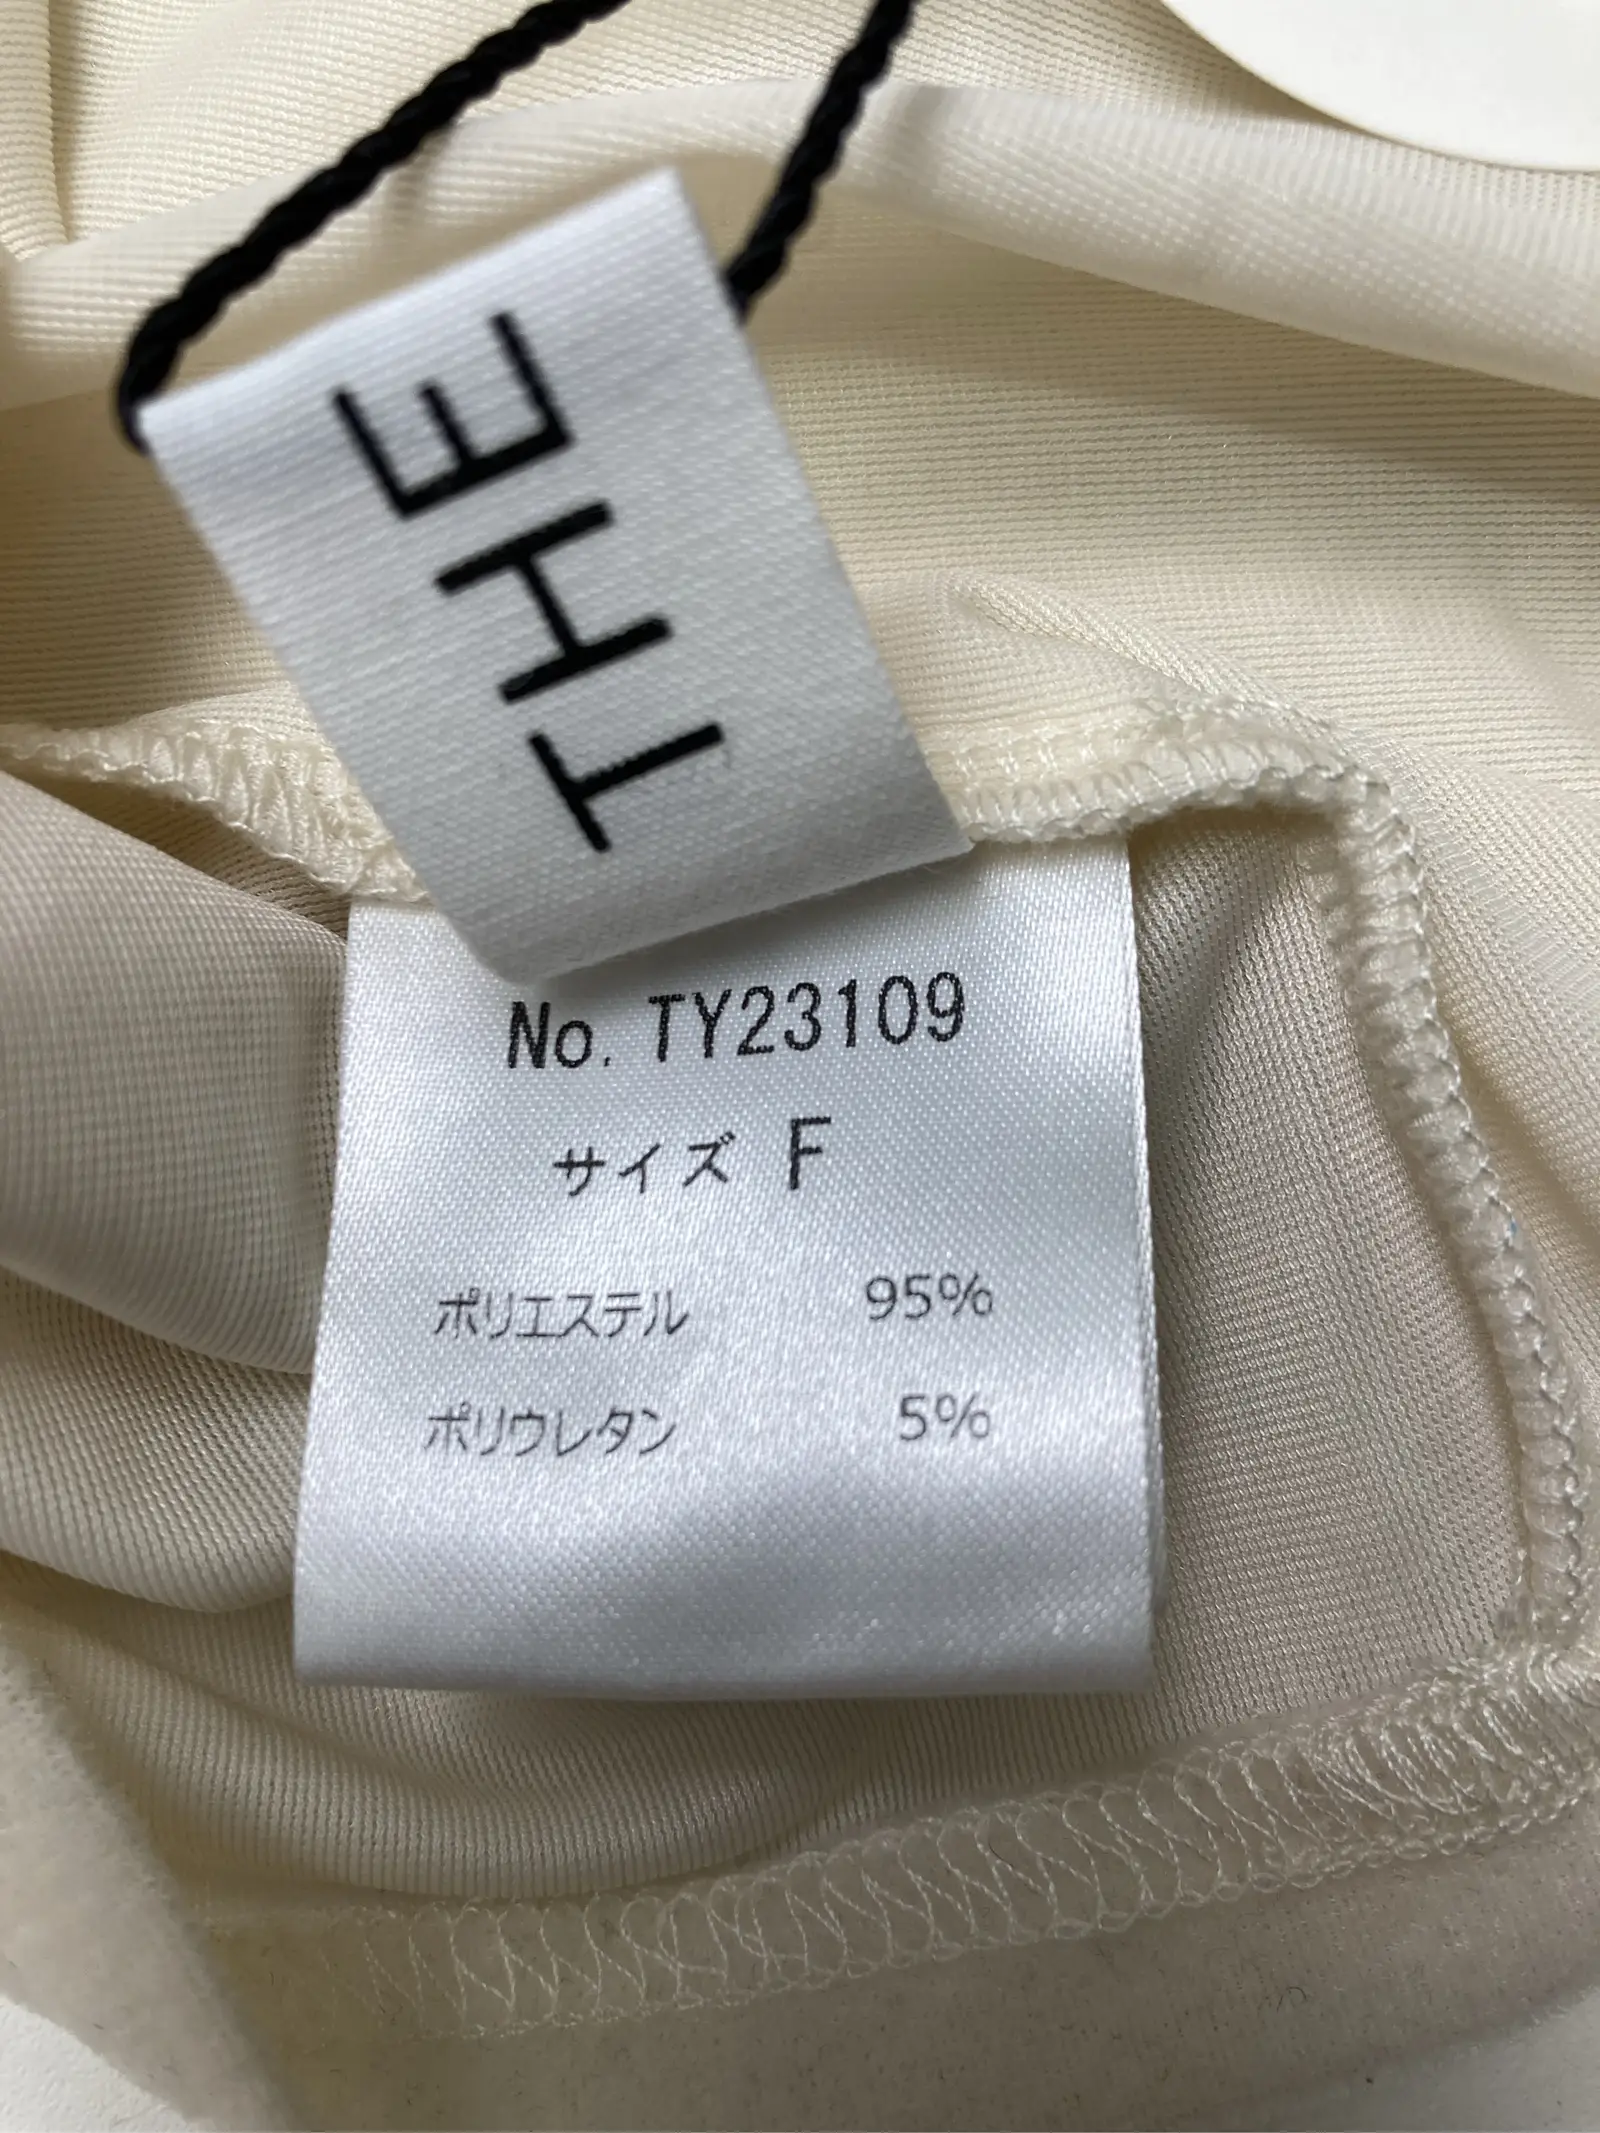 THE
No. TY23109
サイズ F
ポリエステル 95%
ポリウレタン 5%